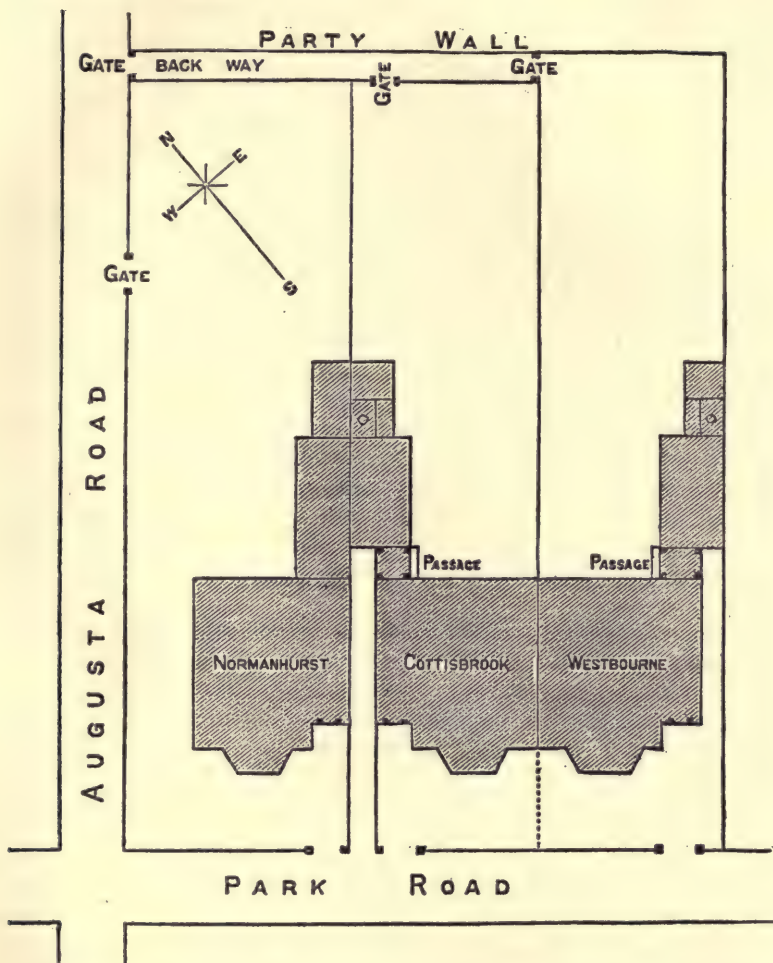 PARTY WALL
GATE BACK WAY GATE GATE
N
E
W
S
GATE
AUGUSTA ROAD
PASSAGE PASSAGE
NORMANHURST COTTISBROOK WESTBOURNE
PARK ROAD